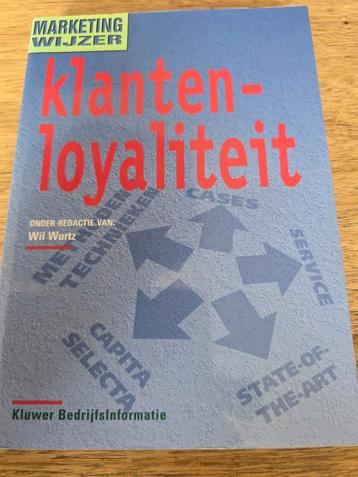 MARKETING
WIJZER
klanten-
loyaliteit
ONDER REDACTIE VAN:
Wil Wurtz
METHODEN
TECHNIEKEN
CASES
SERVICE
STATE-OF-
THE-ART
CAPITA
SELECTA
Kluwer BedrijfsInformatie